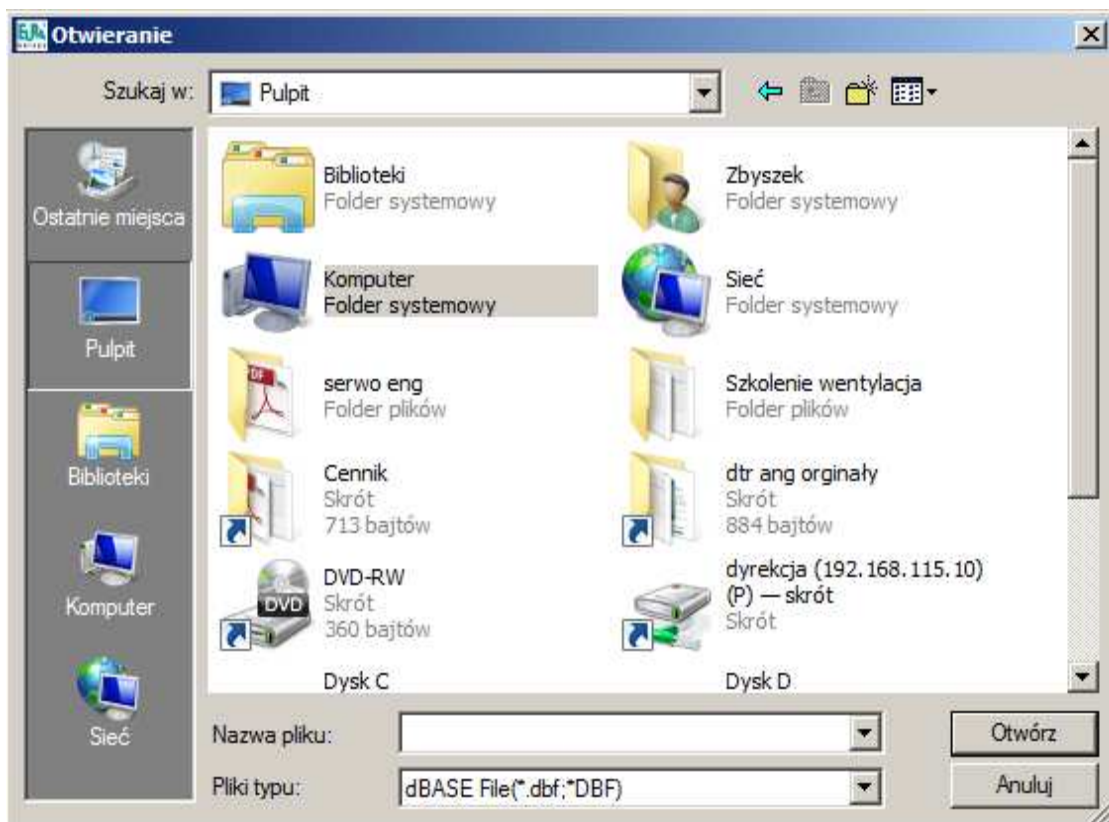 Otwieranie
Szukaj w:
Pulpit
Ostatnie miejsca
Pulpit
Biblioteki
Komputer
Sieć
Biblioteki
Folder systemowy
Zbyszek
Folder systemowy
Komputer
Folder systemowy
Sieć
Folder systemowy
serwo eng
Folder plików
Szkolenie wentylacja
Folder plików
Cennik
Skrót
713 bajtów
dtr ang orginały
Skrót
884 bajtów
DVD-RW
Skrót
360 bajtów
dyrekcja (192.168.115.10)
(P) — skrót
Skrót
Dysk C
Dysk D
Nazwa pliku:
Otwórz
Pliki typu:
dBASE File(*.dbf;*DBF)
Anuluj